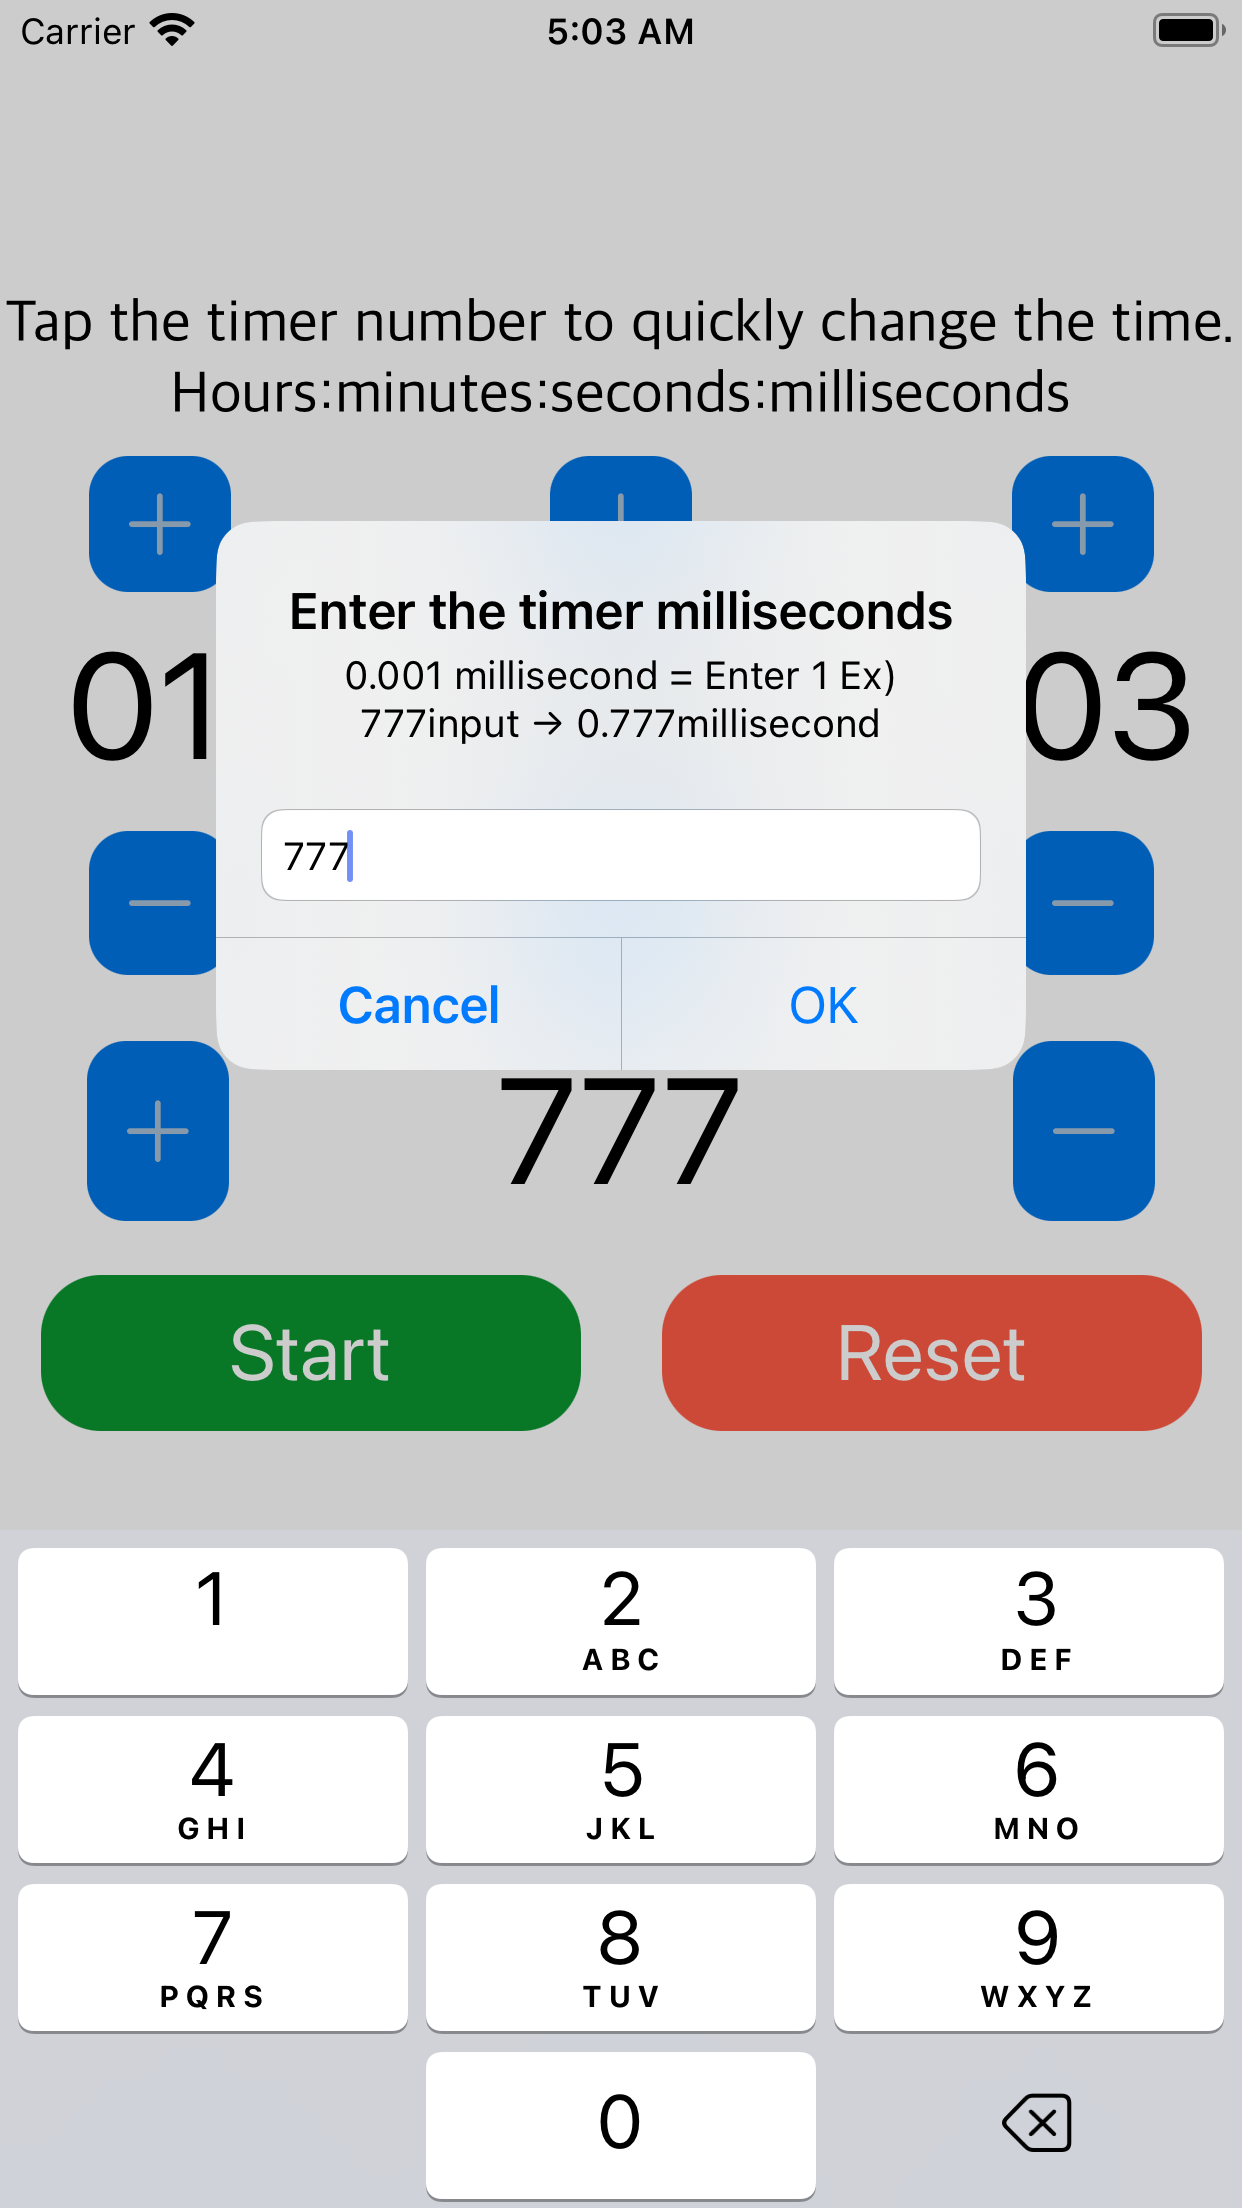 Carrier 5:03 AM
Tap the timer number to quickly change the time.
Hours:minutes:seconds:milliseconds
Enter the timer milliseconds
0.001 millisecond = Enter 1 Ex)
777input → 0.777millisecond
01
03
777
Cancel OK
777
Start Reset
1 2 3
ABC DEF
4 5 6
GHI JKL MNO
7 8 9
PQRS TUV WXYZ
0